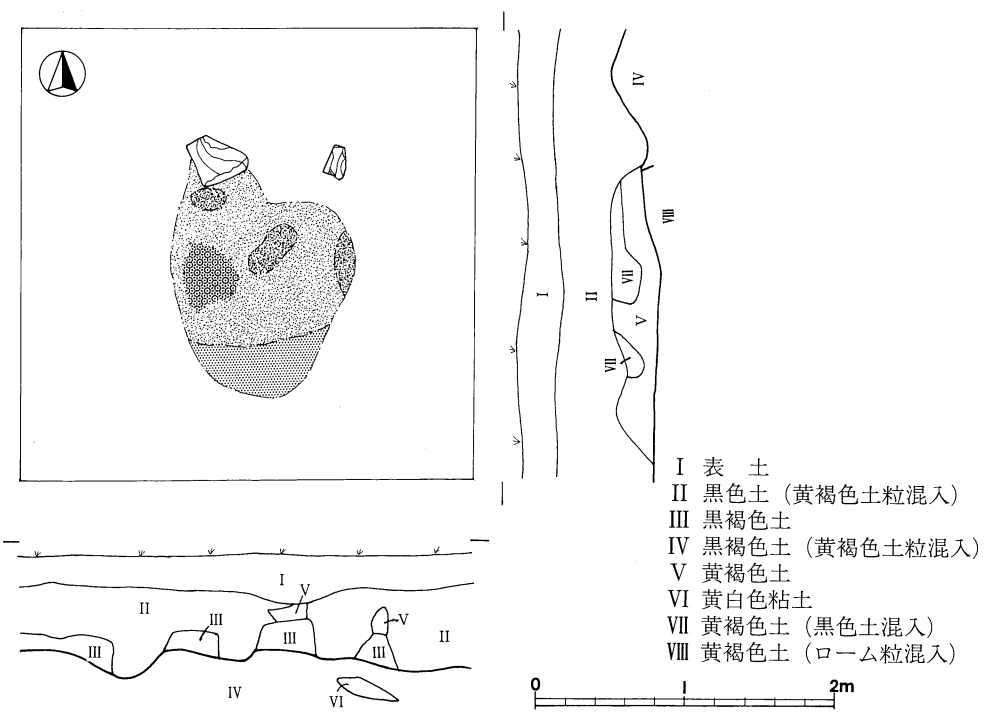 Ⅳ
Ⅷ
Ⅶ
Ⅰ
Ⅱ
Ⅴ
Ⅶ
Ⅰ 表 土
Ⅱ 黒色土（黄褐色土粒混入）
Ⅲ 黒褐色土
Ⅳ 黒褐色土（黄褐色土粒混入）
Ⅴ 黄褐色土
Ⅵ 黄白色粘土
Ⅶ 黄褐色土（黒色土混入）
Ⅷ 黄褐色土（ローム粒混入）
Ⅰ
Ⅴ
Ⅱ
Ⅲ
Ⅴ
Ⅲ
Ⅲ
Ⅲ
Ⅱ
Ⅳ
Ⅵ
0 1 2m